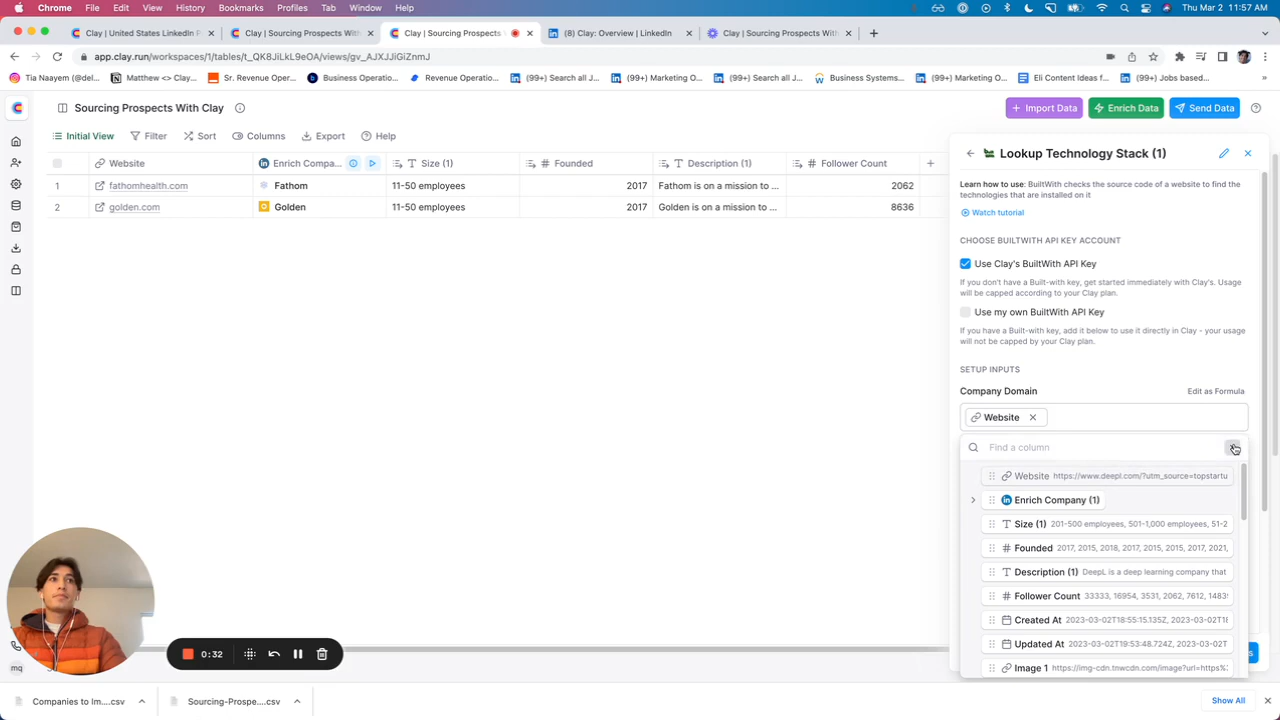 Chrome File Edit View History Bookmarks Profiles Tab Window Help
Thu Mar 2 11:57 AM
Clay | United States LinkedIn P
Clay | Sourcing Prospects With
Clay | Sourcing Prospects
(8) Clay: Overview | LinkedIn
Clay | Sourcing Prospects With
app.clay.run/workspaces/1/tables/t_QK8JiLkL9eOA/views/gv_AJXJJiGiZnmJ
Tia Naayem (@del...
Matthew <> Clay...
Sr. Revenue Oper...
Business Operatio...
Revenue Operatio...
(99+) Search all J...
(99+) Marketing O...
(99+) Search all J...
Business Systems...
(99+) Marketing O...
Eli Content Ideas f...
(99+) Jobs based...
Sourcing Prospects With Clay
Import Data
Enrich Data
Send Data
Initial View
Filter
Sort
Columns
Export
Help
Website
Enrich Compa...
Size (1)
Founded
Description (1)
Follower Count
1 fathomhealth.com Fathom 11-50 employees 2017 Fathom is on a mission to ... 2062
2 golden.com Golden 11-50 employees 2017 Golden is on a mission to ... 8636
Lookup Technology Stack (1)
Learn how to use: BuiltWith checks the source code of a website to find the
technologies that are installed on it
Watch tutorial
CHOOSE BUILTWITH API KEY ACCOUNT
Use Clay's BuiltWith API Key
If you don't have a Built-with key, get started immediately with Clay's. Usage
will be capped according to your Clay plan.
Use my own BuiltWith API Key
If you have a Built-with key, add it below to use it directly in Clay - your usage
will not be capped by your Clay plan.
SETUP INPUTS
Company Domain
Edit as Formula
Website
Find a column
Website https://www.deepl.com/?utm_source=topstartu
Enrich Company (1)
Size (1) 201-500 employees, 501-1,000 employees, 51-2
Founded 2017, 2015, 2018, 2017, 2015, 2015, 2017, 2021,
Description (1) DeepL is a deep learning company that
Follower Count 33333, 16954, 3531, 2062, 7612, 1483
Created At 2023-03-02T18:55:15.135Z, 2023-03-02T18
Updated At 2023-03-02T19:53:48.724Z, 2023-03-02T
Image 1 https://img-cdn.tnwcdn.com/image?url=https%:
0:32
mq
Companies to Im....csv
Sourcing-Prospe....csv
Show All